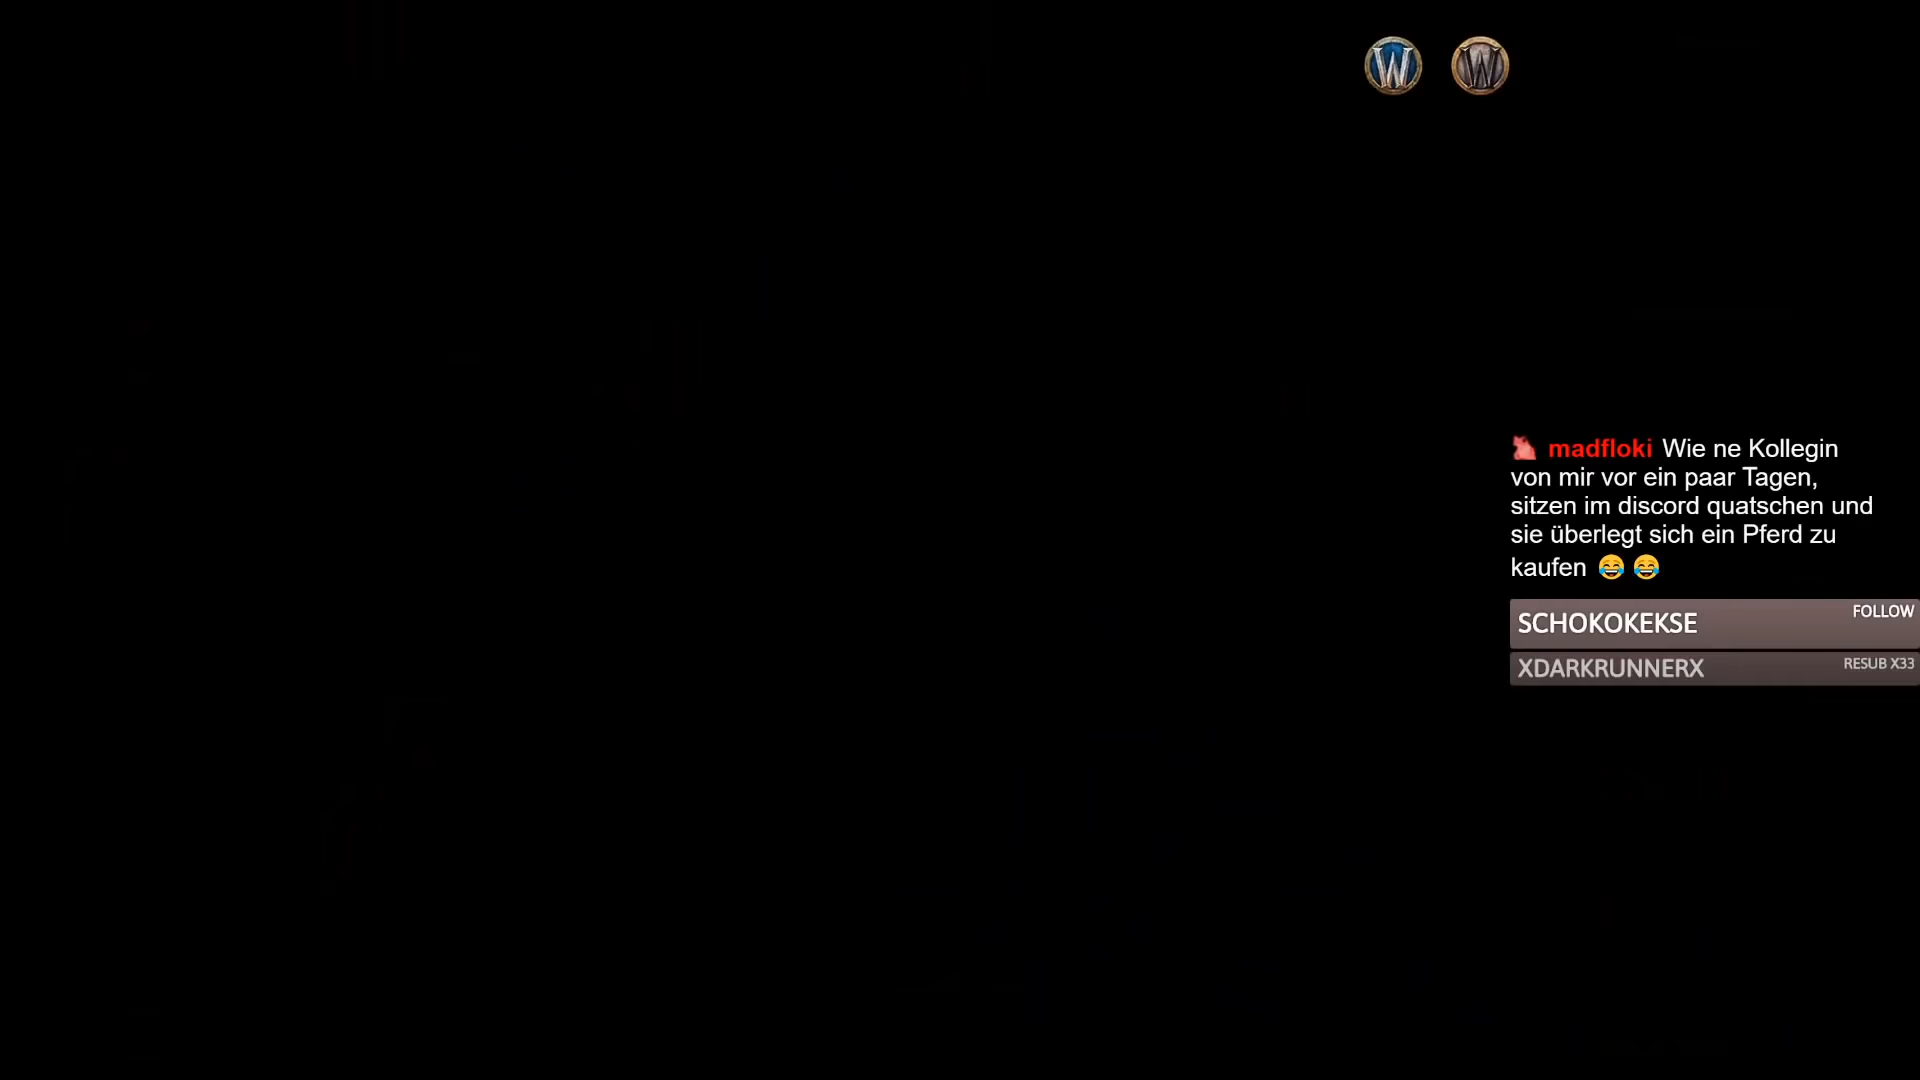 W W
madfloki Wie ne Kollegin
von mir vor ein paar Tagen,
sitzen im discord quatschen und
sie überlegt sich ein Pferd zu
kaufen 😂 😂
SCHOKOKEKSE FOLLOW
XDARKRUNNERX RESUB X33